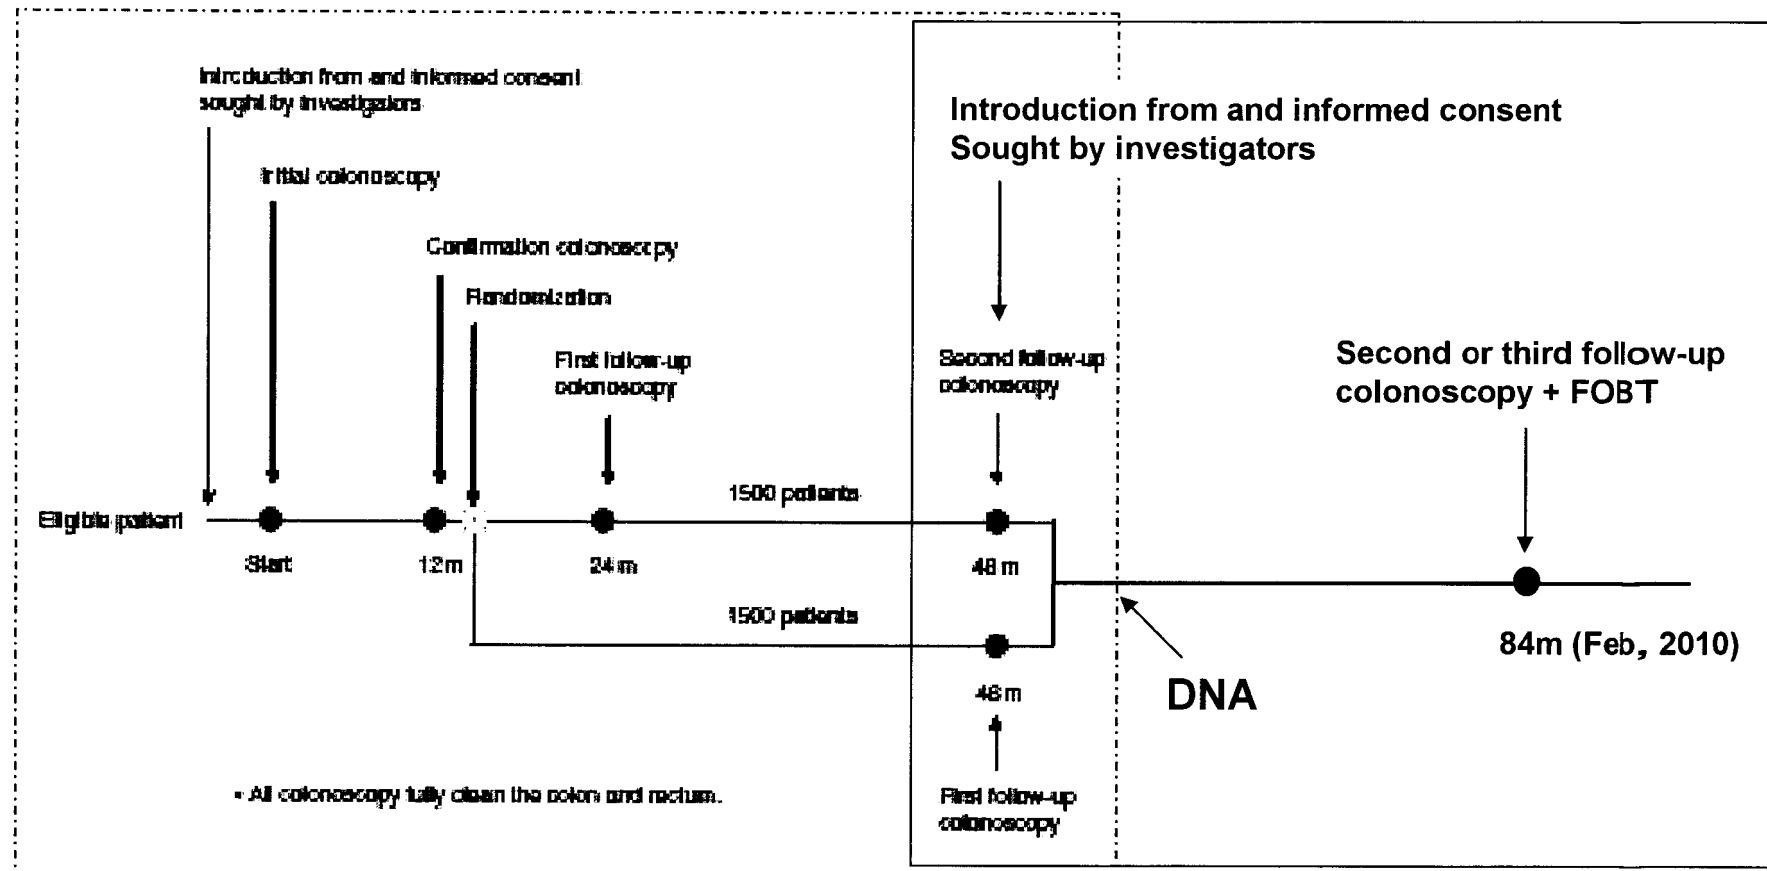 Introduction from and informed consent
sought by investigators
Initial colonoscopy
Confirmation colonoscopy
Randomization
First follow-up
colonoscopy
1500 patients
Eligible patient
Start
12m
24m
1500 patients
• All colonoscopy fully clean the colon and rectum.
Introduction from and informed consent
Sought by investigators
Second follow-up
colonoscopy
48m
48m
First follow-up
colonoscopy
DNA
Second or third follow-up
colonoscopy + FOBT
84m (Feb, 2010)